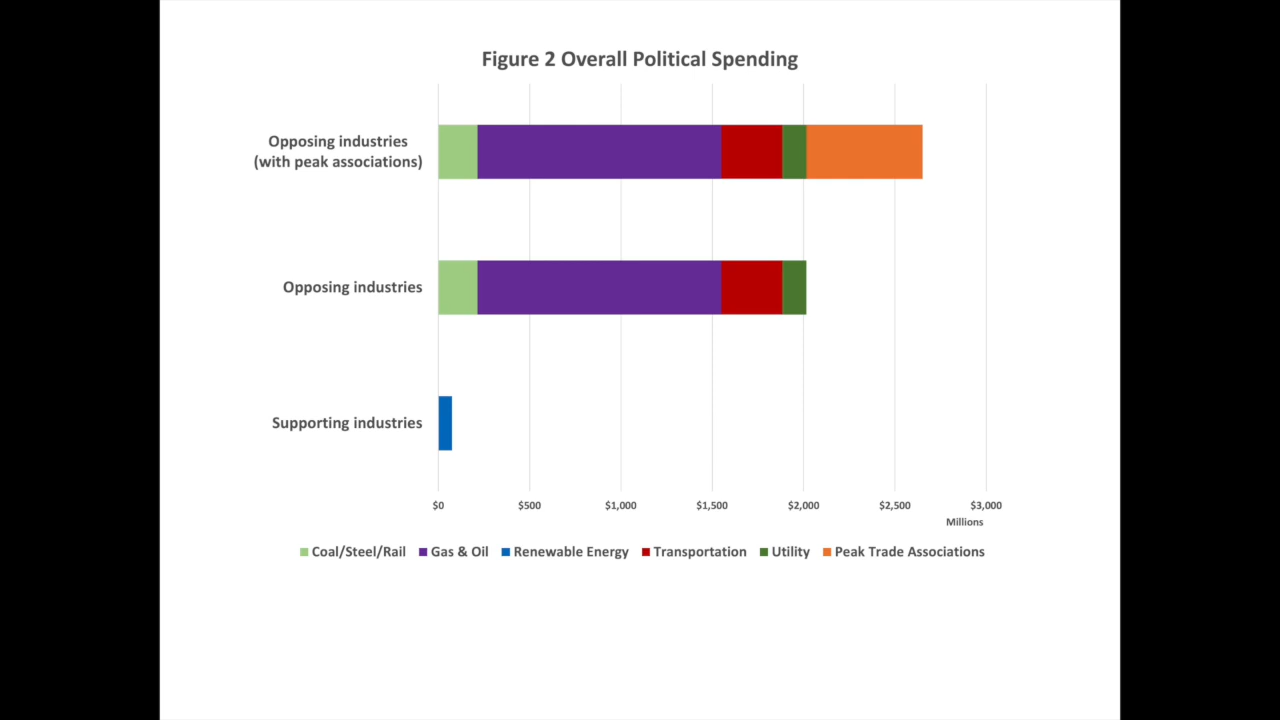 Figure 2 Overall Political Spending
Opposing industries
(with peak associations)
Opposing industries
Supporting industries
$0 $500 $1,000 $1,500 $2,000 $2,500 $3,000
Millions
Coal/Steel/Rail Gas & Oil Renewable Energy Transportation Utility Peak Trade Associations